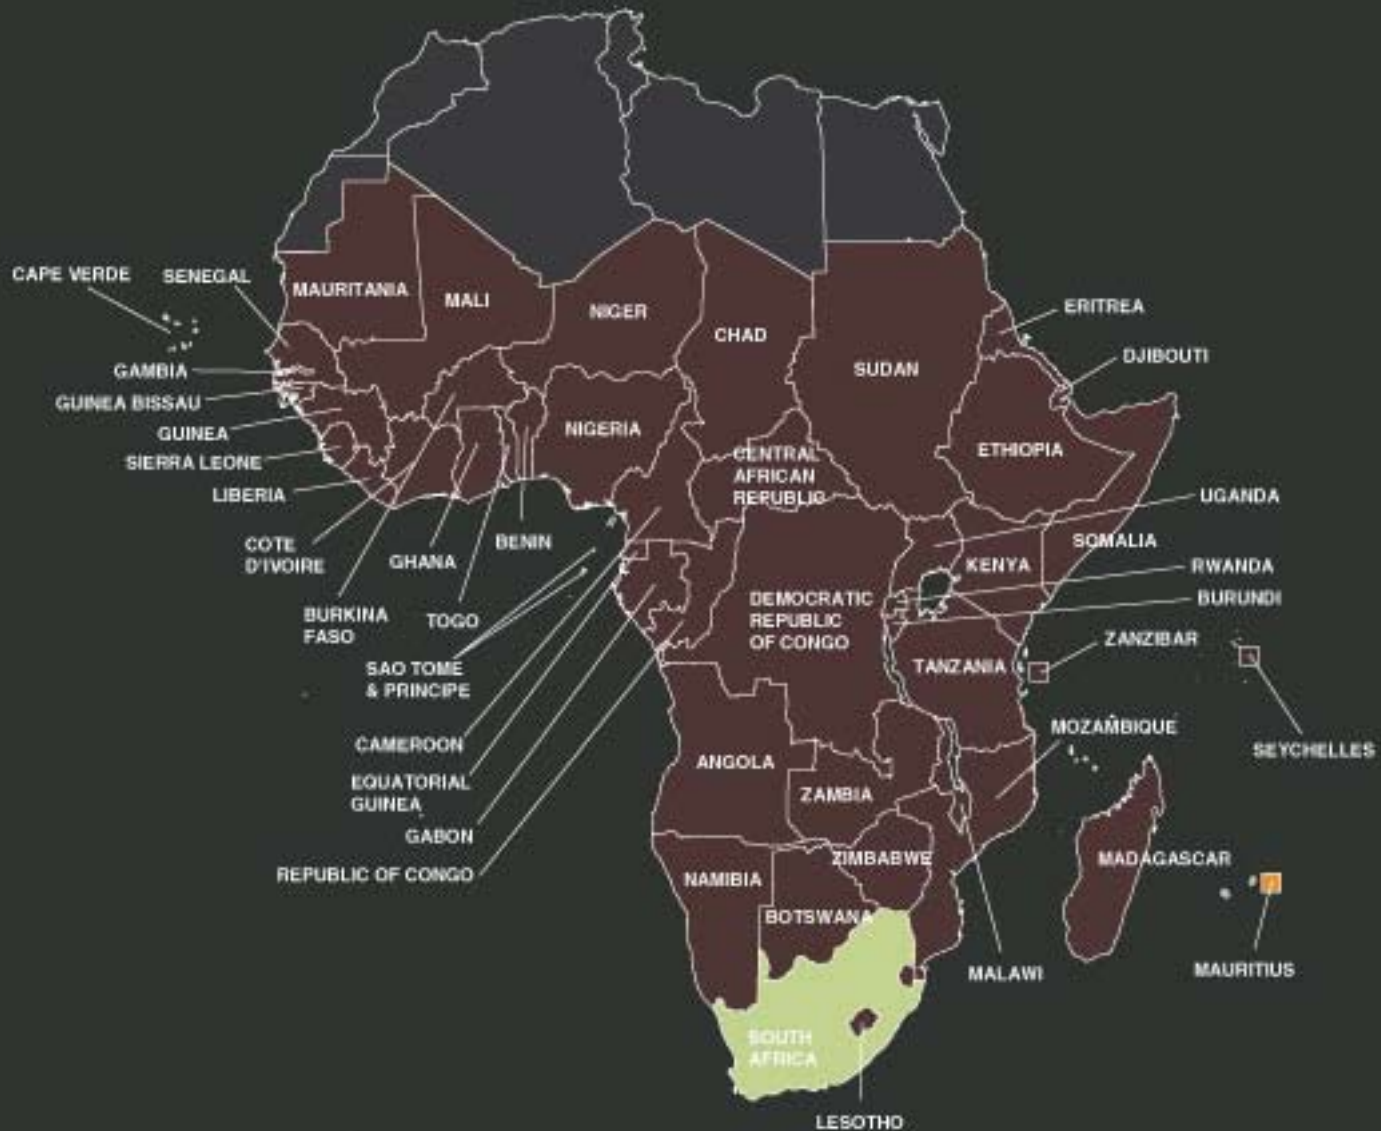 CAPE VERDE
SENEGAL
MAURITANIA
MALI
NIGER
CHAD
SUDAN
ERITREA
DJIBOUTI
GAMBIA
GUINEA BISSAU
GUINEA
SIERRA LEONE
LIBERIA
NIGERIA
CENTRAL
AFRICAN
REPUBLIC
ETHIOPIA
UGANDA
COTE
D'IVOIRE
GHANA
BENIN
SOMALIA
KENYA
RWANDA
BURUNDI
BURKINA
FASO
TOGO
DEMOCRATIC
REPUBLIC
OF CONGO
ZANZIBAR
SAO TOME
& PRINCIPE
TANZANIA
MOZAMBIQUE
SEYCHELLES
CAMEROON
EQUATORIAL
GUINEA
ANGOLA
ZAMBIA
GABON
REPUBLIC OF CONGO
ZIMBABWE
MADAGASCAR
NAMIBIA
BOTSWANA
MALAWI
MAURITIUS
SOUTH
AFRICA
LESOTHO